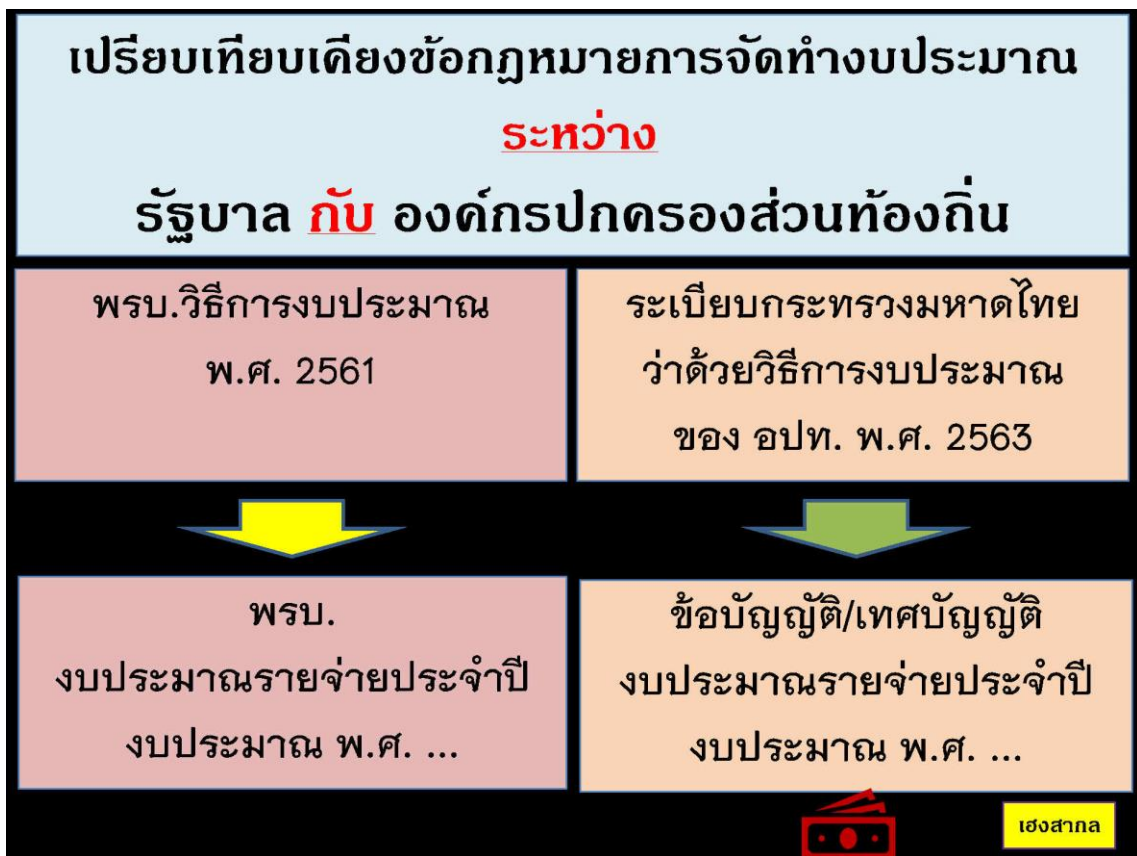 เปรียบเทียบเคียงข้อกฎหมายการจัดทำงบประมาณ
ระหว่าง
รัฐบาล กับ องค์กรปกครองส่วนท้องถิ่น
พรบ.วิธีการงบประมาณ
พ.ศ. 2561
ระเบียบกระทรวงมหาดไทย
ว่าด้วยวิธีการงบประมาณ
ของ อปท. พ.ศ. 2563
พรบ.
งบประมาณรายจ่ายประจำปี
งบประมาณ พ.ศ. ...
ข้อบัญญัติ/เทศบัญญัติ
งบประมาณรายจ่ายประจำปี
งบประมาณ พ.ศ. ...
เฮงสากล